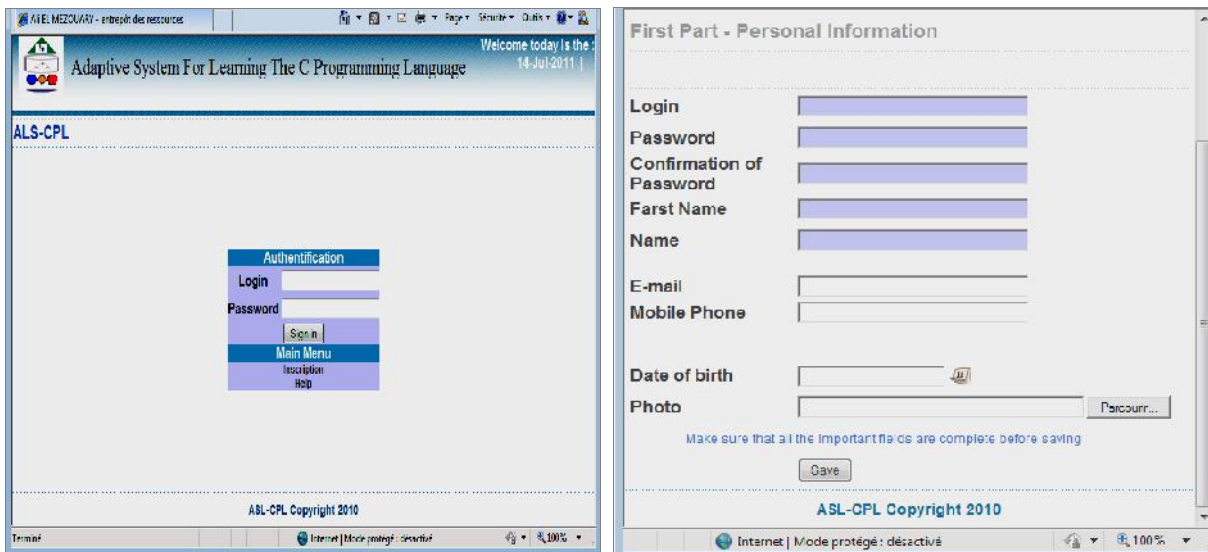 Ali EL MEZOUARY - entrepôt des ressources
Page Sécurité Outils
Welcome today is the :
14-Jul-2011 |
Adaptive System For Learning The C Programming Language
ALS-CPL
Authentification
Login
Password
Sign in
Main Menu
Inscription
Help
ASL-CPL Copyright 2010
Terminé
Internet | Mode protégé : désactivé
100%
First Part - Personal Information
Login
Password
Confirmation of
Password
Farst Name
Name
E-mail
Mobile Phone
Date of birth
Photo
Parcourir...
Make sure that all the important fields are complete before saving
Save
ASL-CPL Copyright 2010
Internet | Mode protégé : désactivé
100%